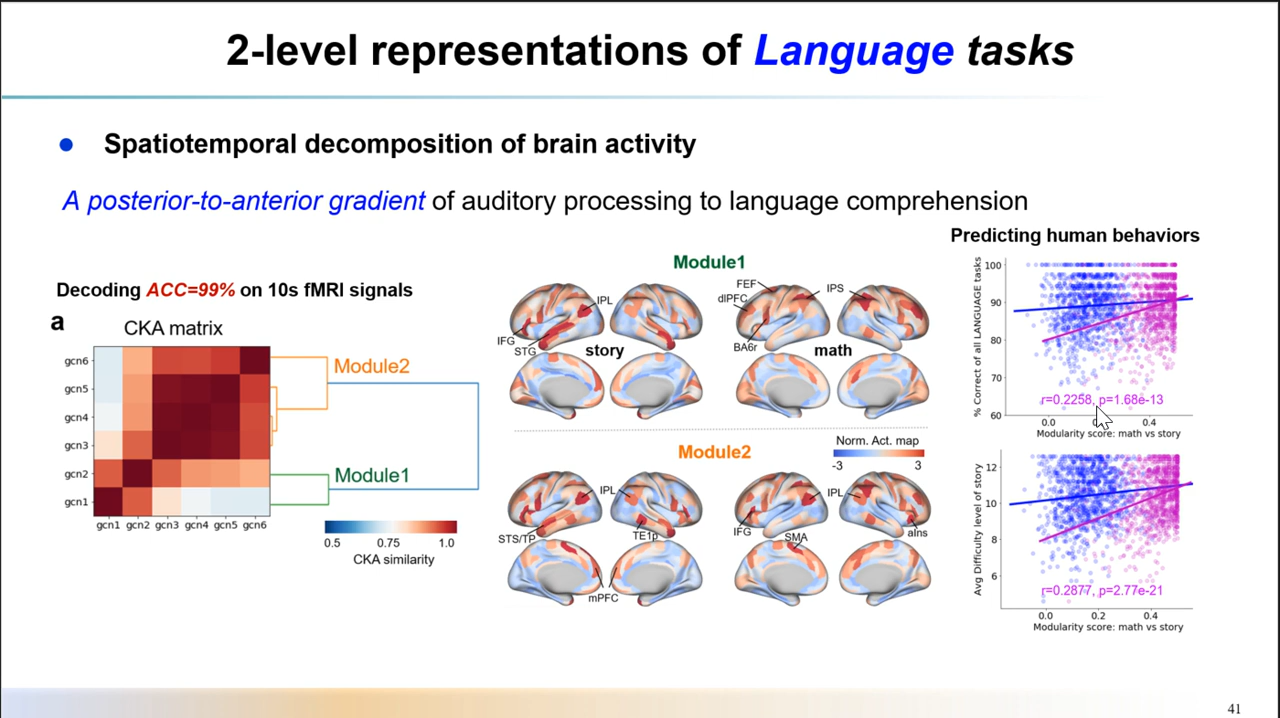 2-level representations of Language tasks
● Spatiotemporal decomposition of brain activity
A posterior-to-anterior gradient of auditory processing to language comprehension
Decoding ACC=99% on 10s fMRI signals
a
CKA matrix
gcn6
gcn5
gcn4
gcn3
gcn2
gcn1
gcn1 gcn2 gcn3 gcn4 gcn5 gcn6
Module2
Module1
0.5 0.75 1.0
CKA similarity
Module1
IPL
IFG
STG
story
FEF
dlPFC
IPS
BA6r
math
Module2
Norm. Act. map
-3 3
IPL
STS/TP
TE1p
mPFC
IPL
IFG
SMA
aIns
Predicting human behaviors
% Correct of all LANGUAGE tasks
100
90
80
70
60
r=0.2258, p=1.68e-13
0.0 0.4
Modularity score: math vs story
Avg Difficulty level of story
12
10
8
6
r=0.2877, p=2.77e-21
0.0 0.2 0.4
Modularity score: math vs story
41